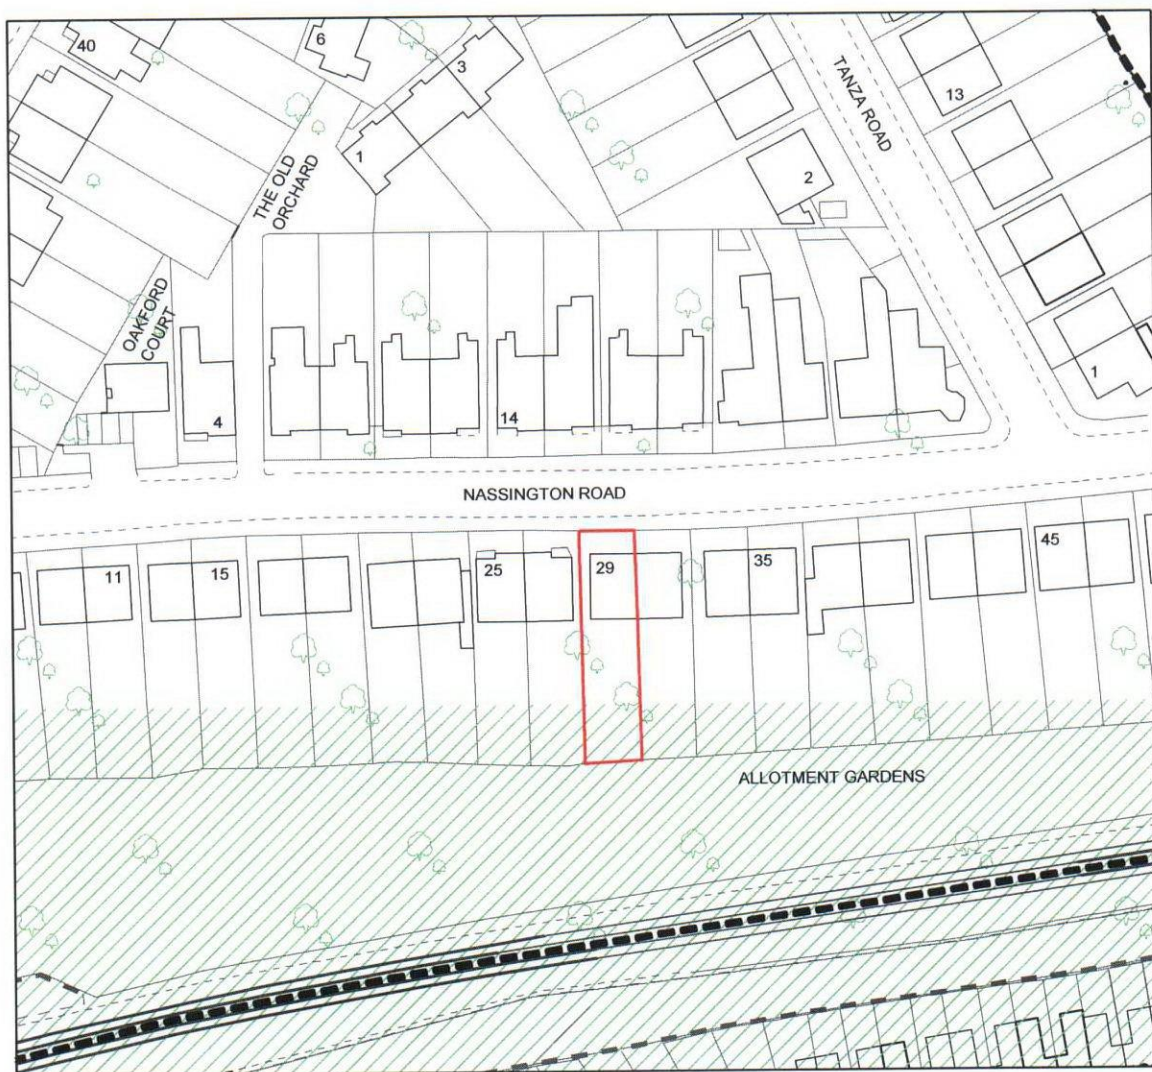 40
6
3
1
THE OLD
ORCHARD
TANZA ROAD
13
2
1
OAKFORD
COURT
4
14
NASSINGTON ROAD
11
15
25
29
35
45
ALLOTMENT GARDENS